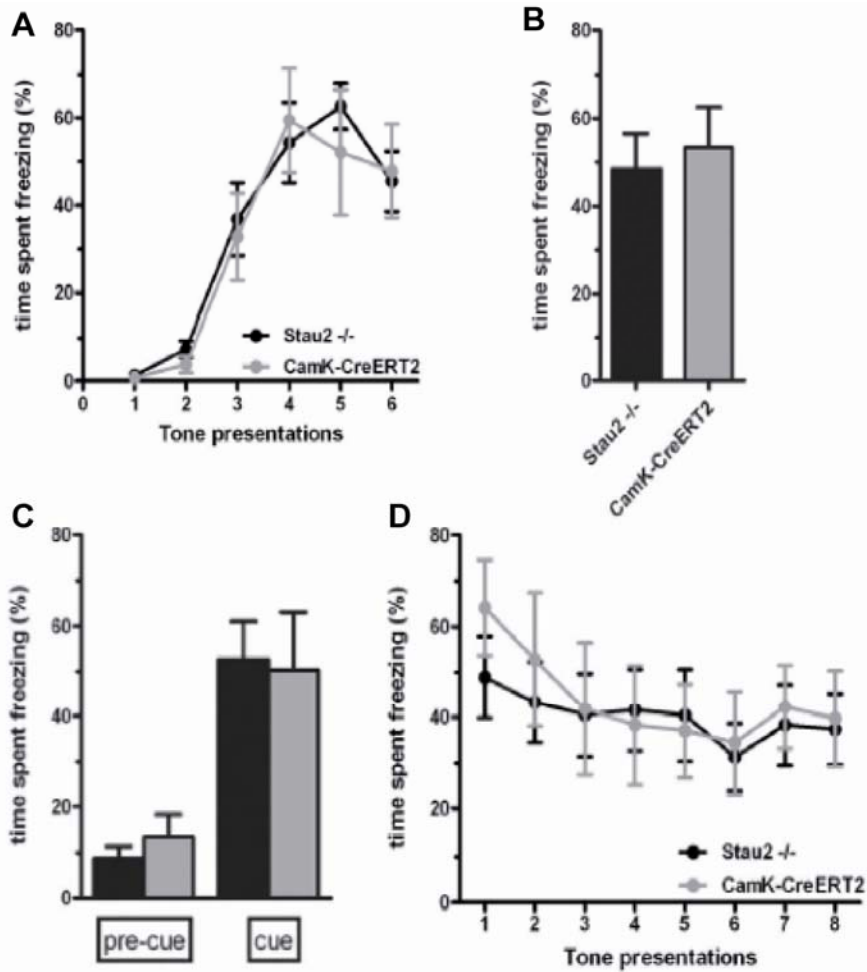 A
80
60
40
20
0
time spent freezing (%)
Stau2 -/-
CamK-CreERT2
0 1 2 3 4 5 6
Tone presentations
B
80
60
40
20
0
time spent freezing (%)
Stau2 -/-
CamK-CreERT2
C
80
60
40
20
0
time spent freezing (%)
pre-cue
cue
D
80
60
40
20
0
time spent freezing (%)
Stau2 -/-
CamK-CreERT2
1 2 3 4 5 6 7 8
Tone presentations